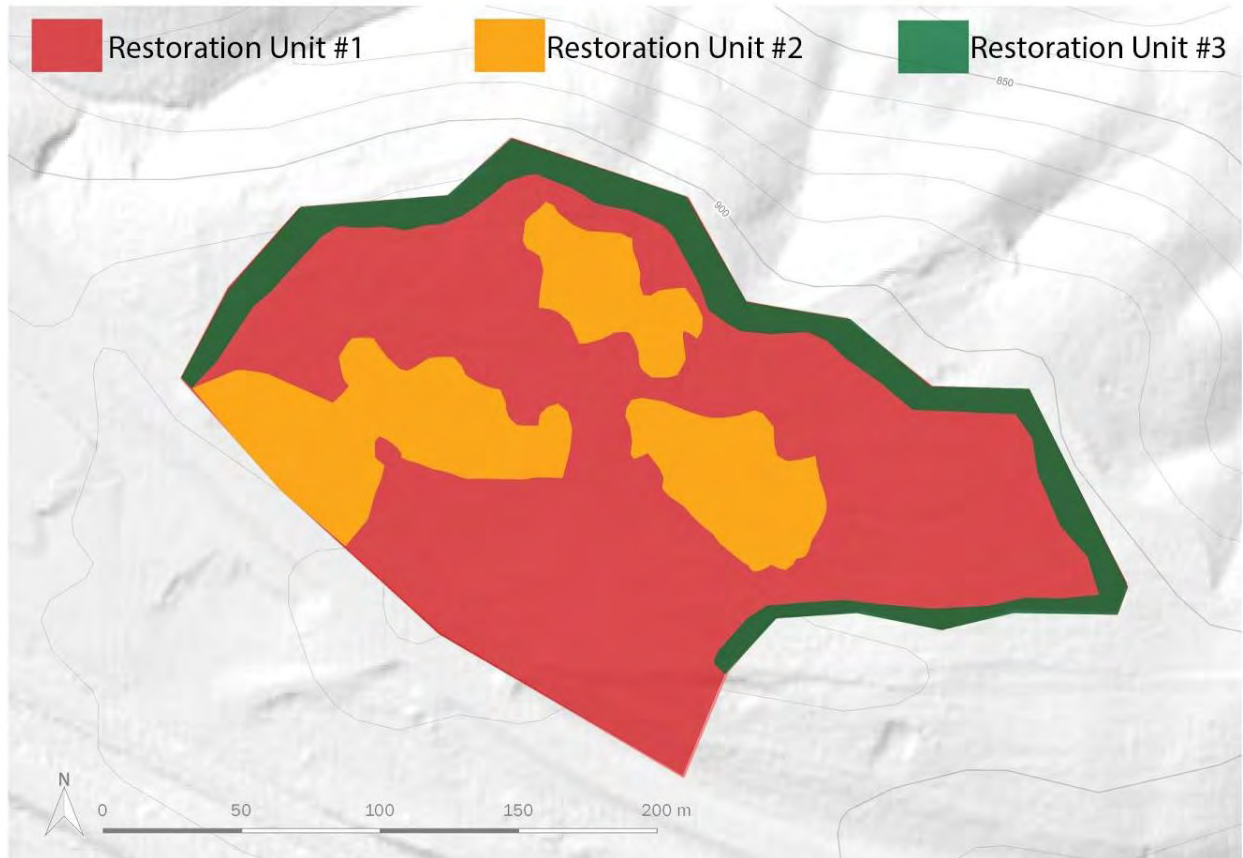 Restoration Unit #1
Restoration Unit #2
Restoration Unit #3
850
900
N
0 50 100 150 200 m